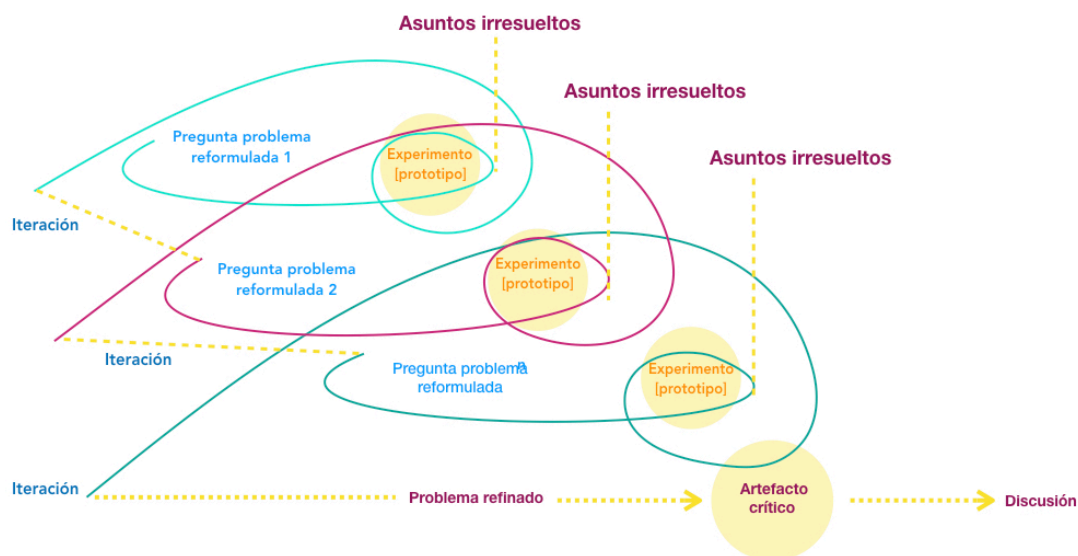 Asuntos irresueltos
Asuntos irresueltos
Pregunta problema
reformulada 1
Experimento
[prototipo]
Asuntos irresueltos
Iteración
Pregunta problema
reformulada 2
Experimento
[prototipo]
Iteración
Pregunta problema n
reformulada
Experimento
[prototipo]
Iteración
Problema refinado
Artefacto
crítico
Discusión